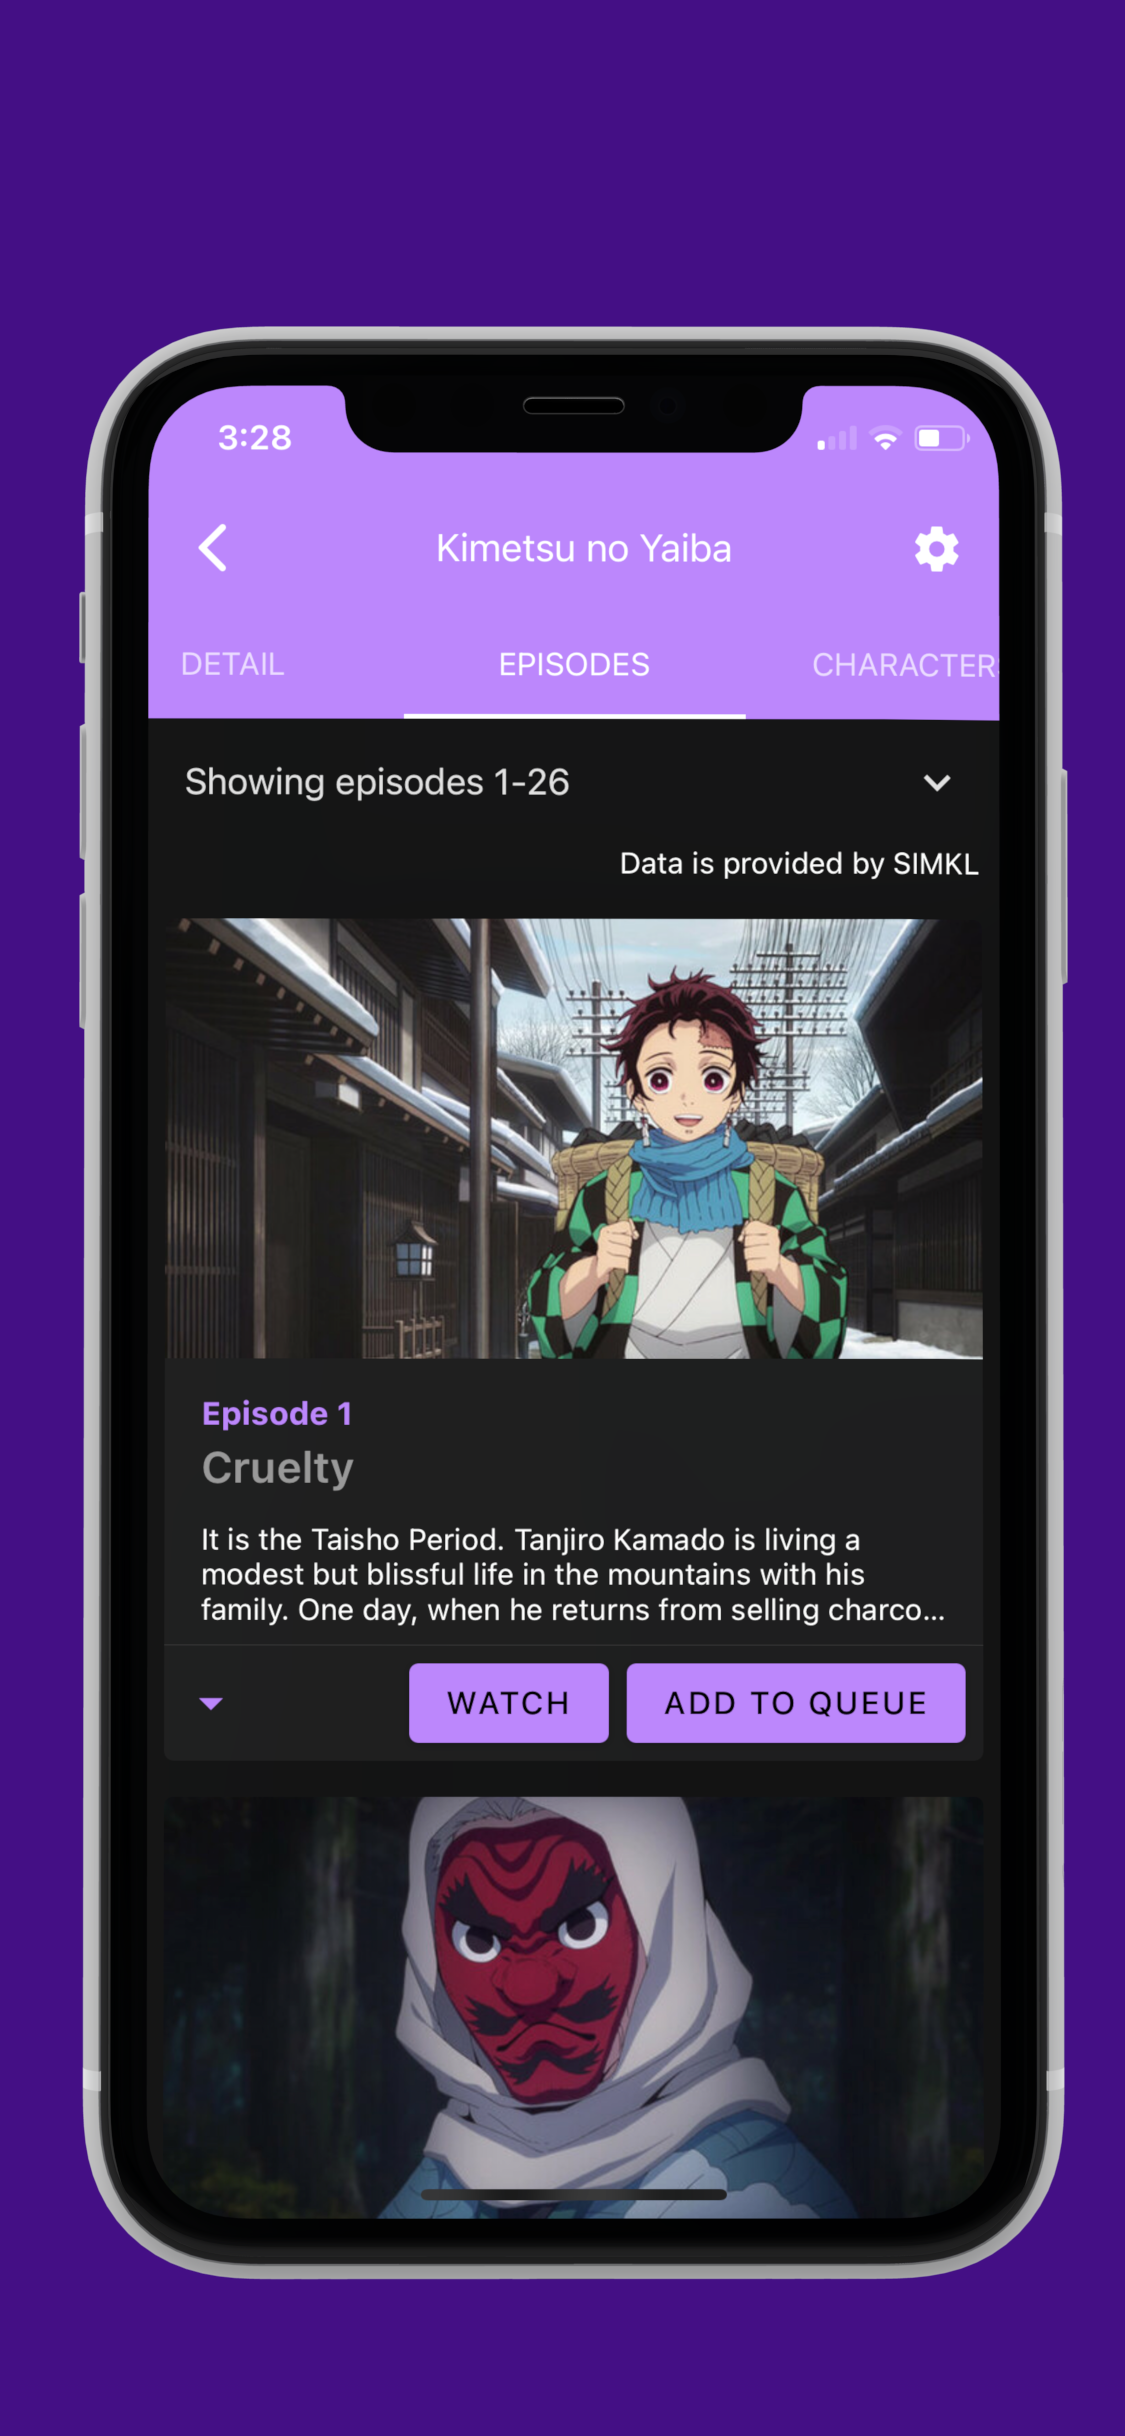 3:28
Kimetsu no Yaiba
DETAIL
EPISODES
CHARACTER
Showing episodes 1-26
Data is provided by SIMKL
Episode 1
Cruelty
It is the Taisho Period. Tanjiro Kamado is living a
modest but blissful life in the mountains with his
family. One day, when he returns from selling charco...
WATCH
ADD TO QUEUE